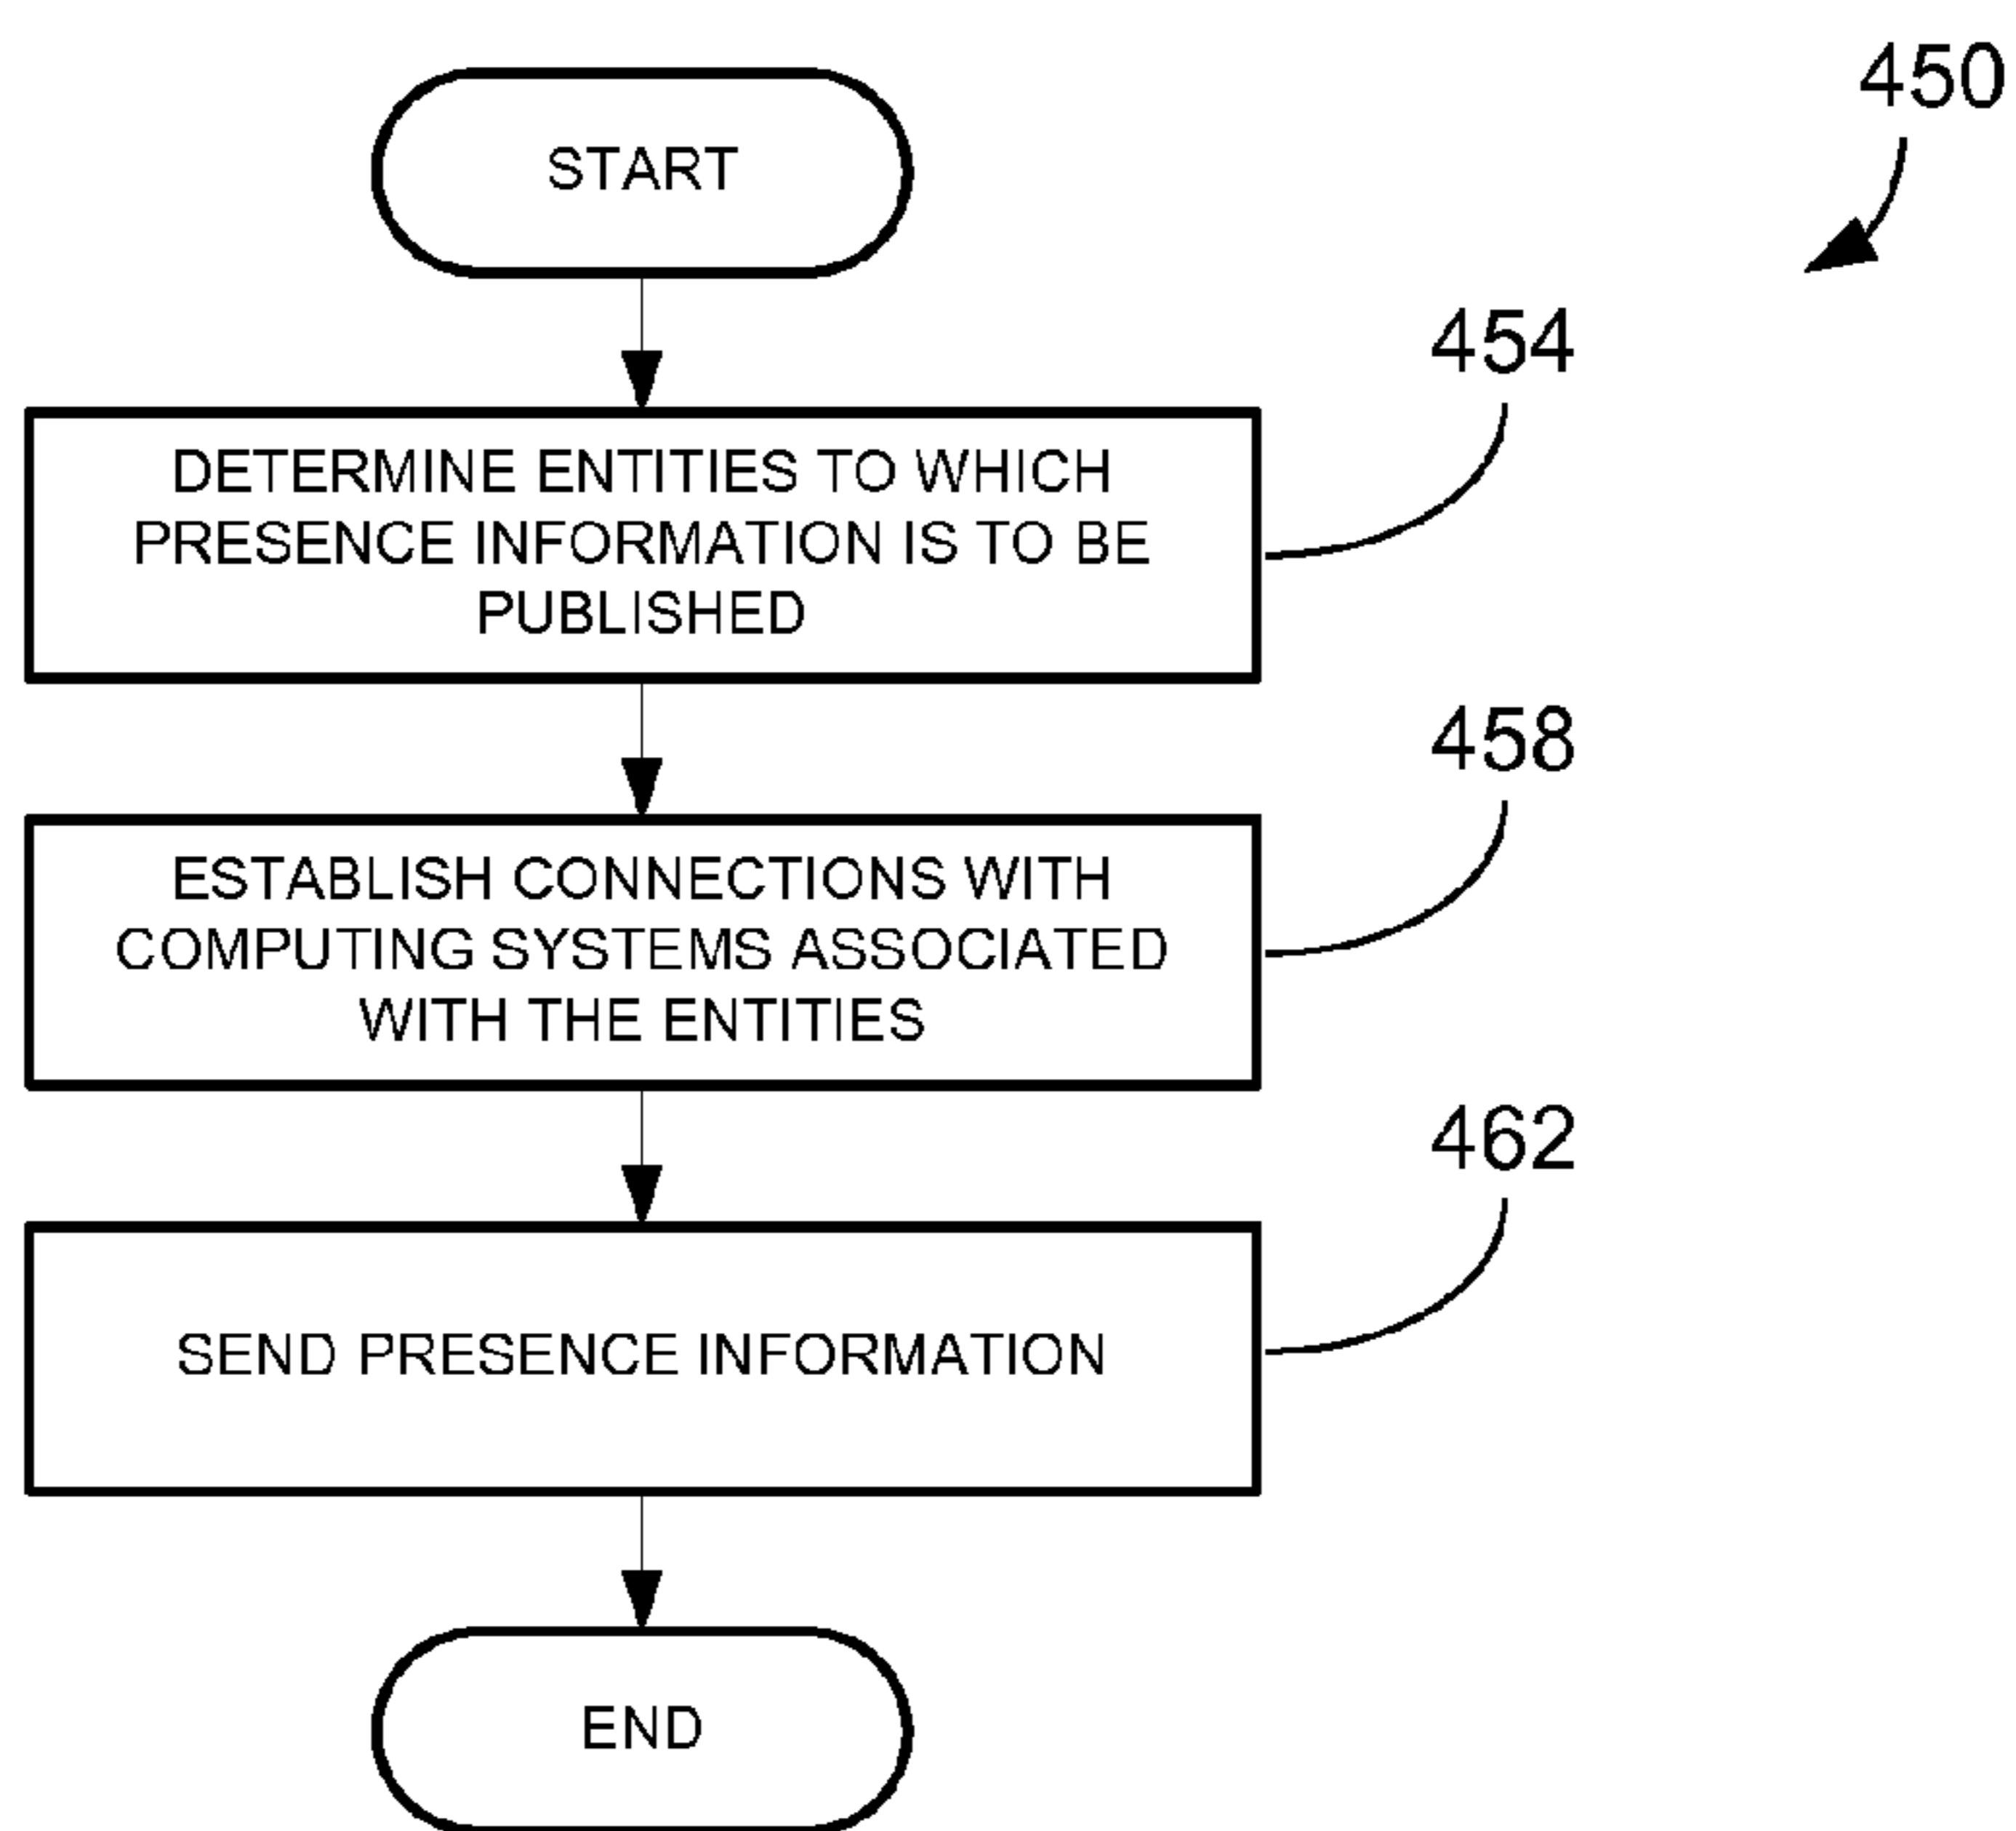 450
START
454
DETERMINE ENTITIES TO WHICH
PRESENCE INFORMATION IS TO BE
PUBLISHED
458
ESTABLISH CONNECTIONS WITH
COMPUTING SYSTEMS ASSOCIATED
WITH THE ENTITIES
462
SEND PRESENCE INFORMATION
END